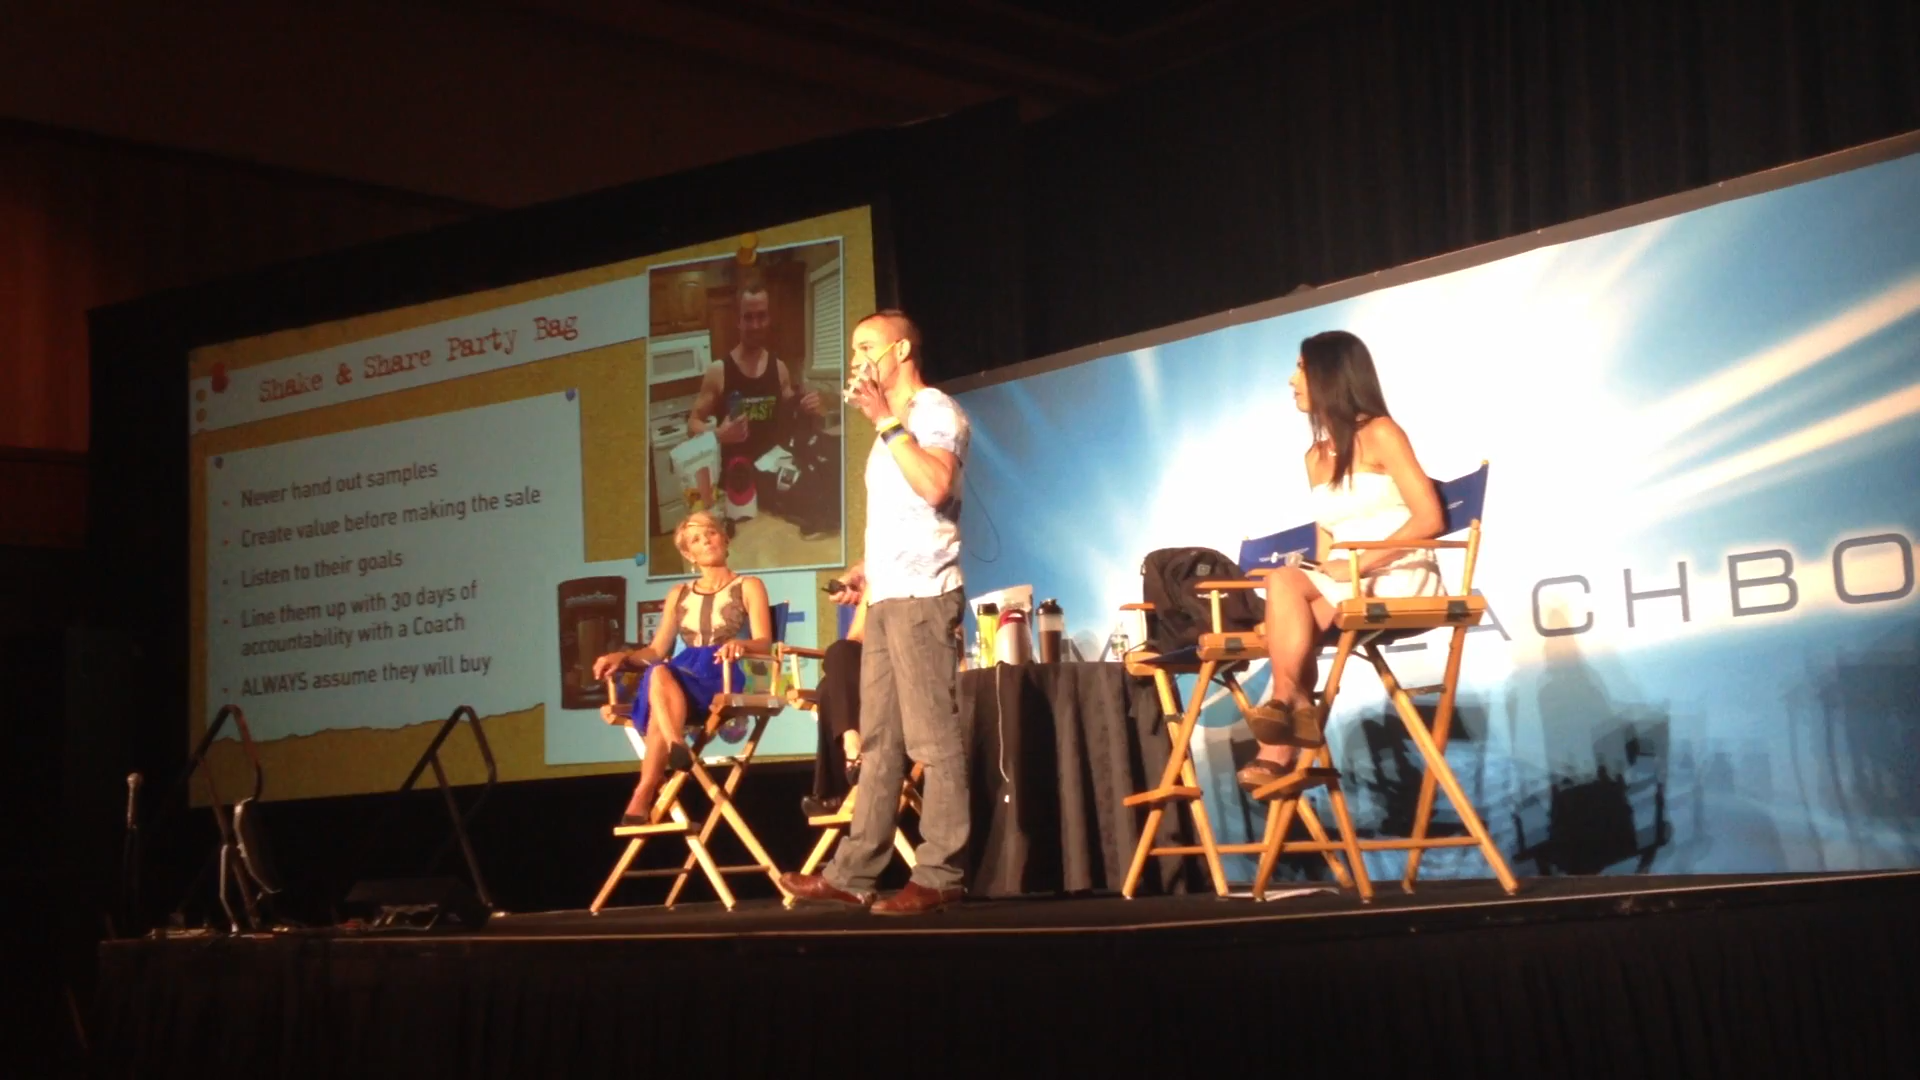 Shake & Share Party Bag
- Never hand out samples
- Create value before making the sale
- Listen to their goals
- Line them up with 30 days of
accountability with a Coach
- ALWAYS assume they will buy
FAST
ACHBO